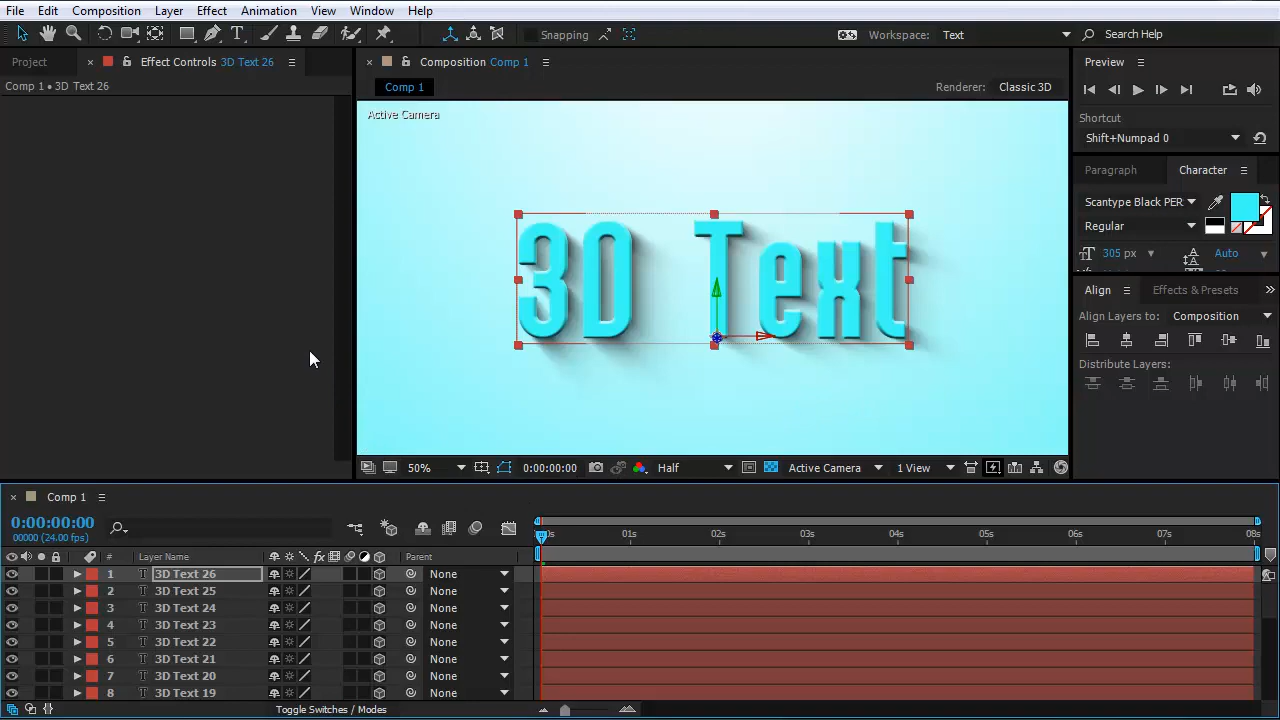 File Edit Composition Layer Effect Animation View Window Help
Snapping Workspace: Text Search Help
Project Effect Controls 3D Text 26
Composition Comp 1
Preview
Comp 1 • 3D Text 26
Comp 1
Renderer: Classic 3D
Active Camera
Shortcut
Shift+Numpad 0
Paragraph Character
Scantype Black PER
Regular
305 px Auto
3D Text
Align Effects & Presets
Align Layers to: Composition
Distribute Layers:
50% 0:00:00:00 Half Active Camera 1 View
Comp 1
0:00:00:00
00000 (24.00 fps)
01s 02s 03s 04s 05s 06s 07s 08s
# Layer Name fx Parent
1 T 3D Text 26 None
2 T 3D Text 25 None
3 T 3D Text 24 None
4 T 3D Text 23 None
5 T 3D Text 22 None
6 T 3D Text 21 None
7 T 3D Text 20 None
8 T 3D Text 19 None
Toggle Switches / Modes